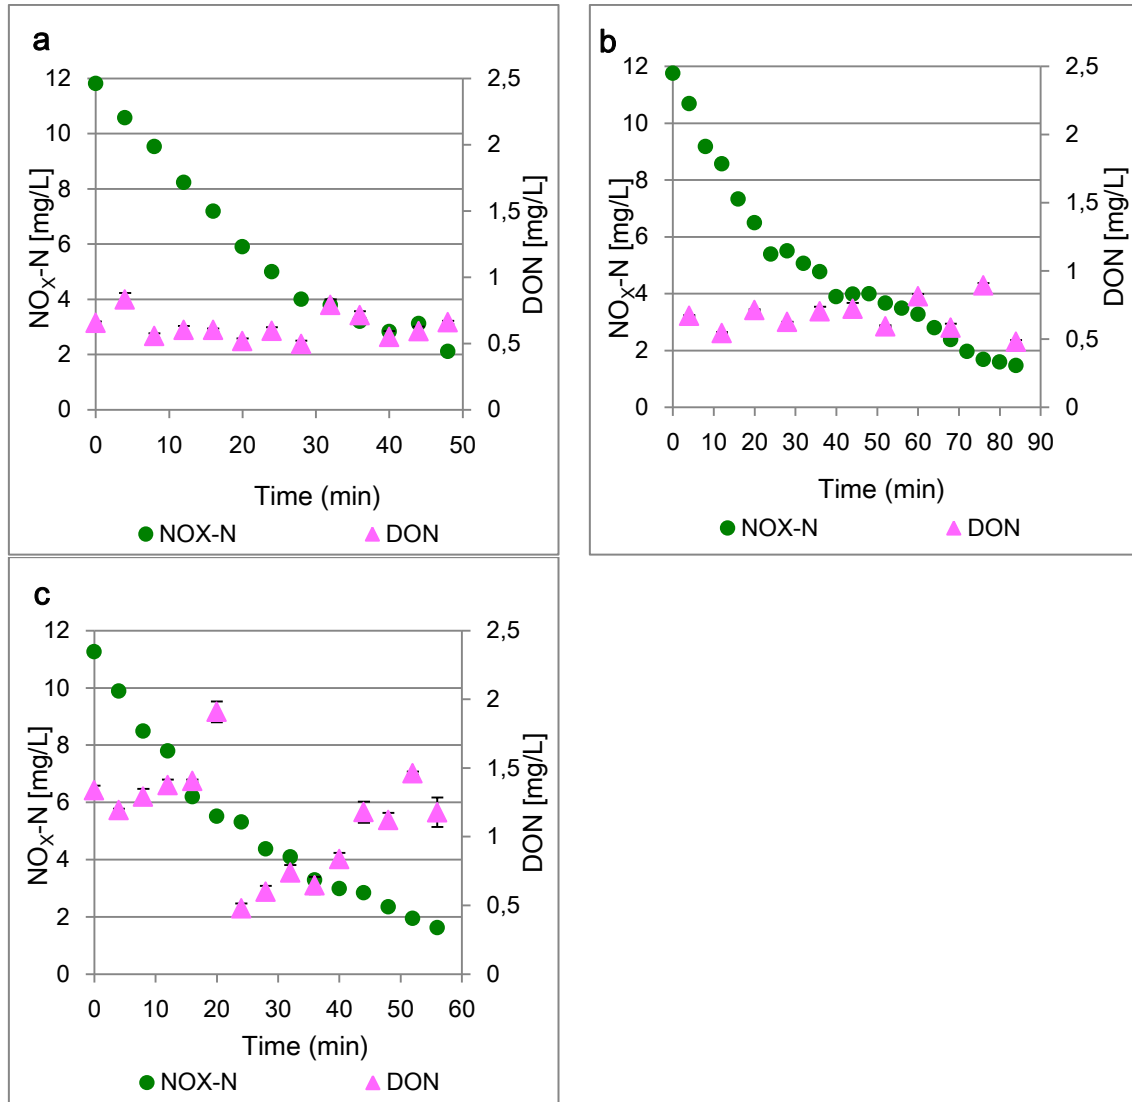 a
12
10
8
6
4
2
0
NOX-N [mg/L]
2,5
2
1,5
1
0,5
0
DON [mg/L]
0 10 20 30 40 50
Time (min)
NOX-N DON
b
12
10
8
6
4
2
0
NOX-N [mg/L]
2,5
2
1,5
1
0,5
0
DON [mg/L]
0 10 20 30 40 50 60 70 80 90
Time (min)
NOX-N DON
c
12
10
8
6
4
2
0
NOX-N [mg/L]
2,5
2
1,5
1
0,5
0
DON [mg/L]
0 10 20 30 40 50 60
Time (min)
NOX-N DON